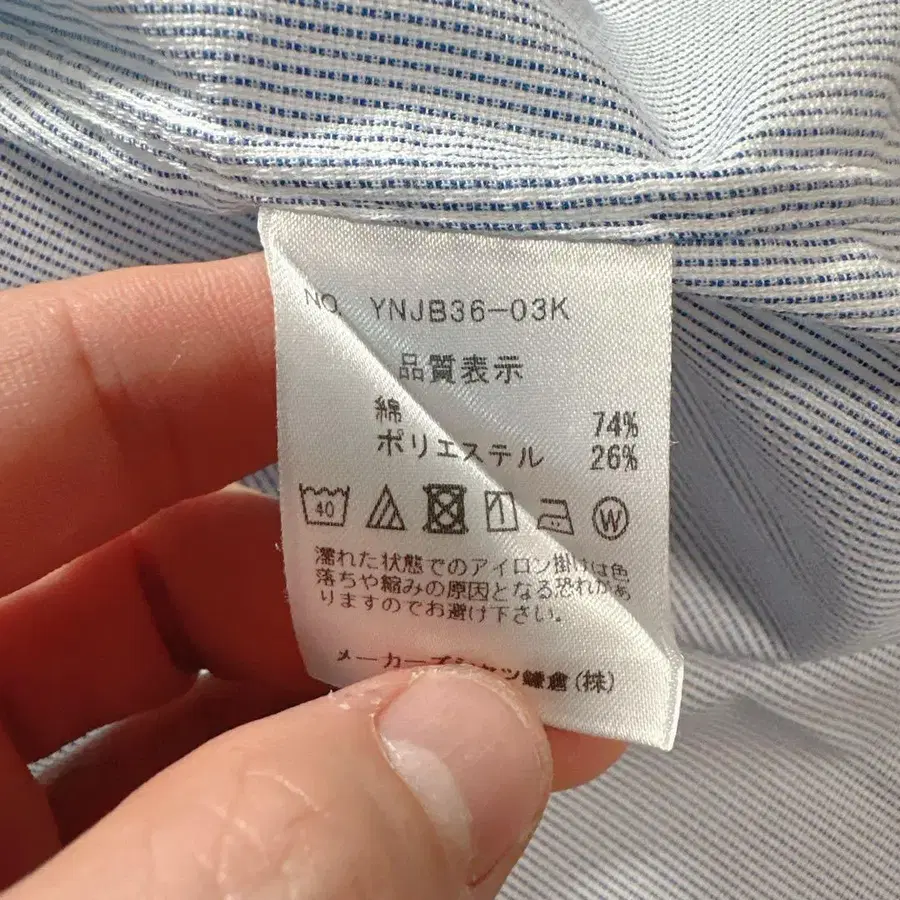 NO. YNJB36-03K
品質表示
綿 74%
ポリエステル 26%
40 W
濡れた状態でのアイロン掛けは色
落ちや縮みの原因となる恐れがあ
りますのでお避け下さい。
メーカーズシャツ鎌倉(株)